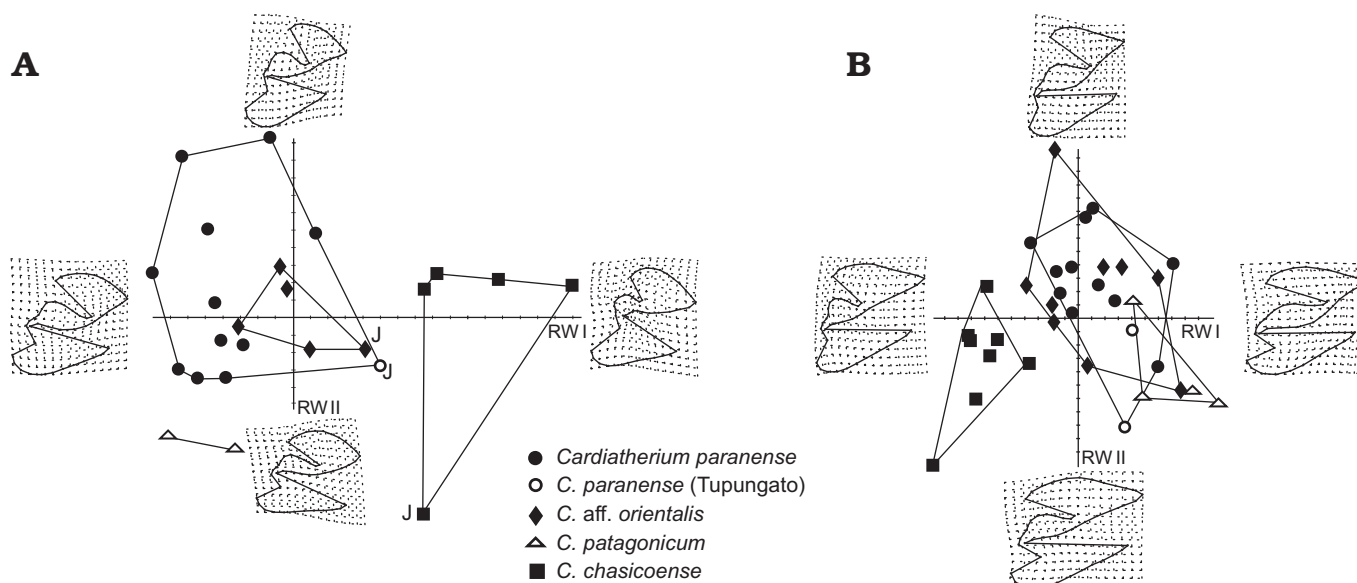 A
B
RW I
RW I
J
J
RW II
RW II
J
Cardiatherium paranense
C. paranense (Tupungato)
C. aff. orientalis
C. patagonicum
C. chasicoense